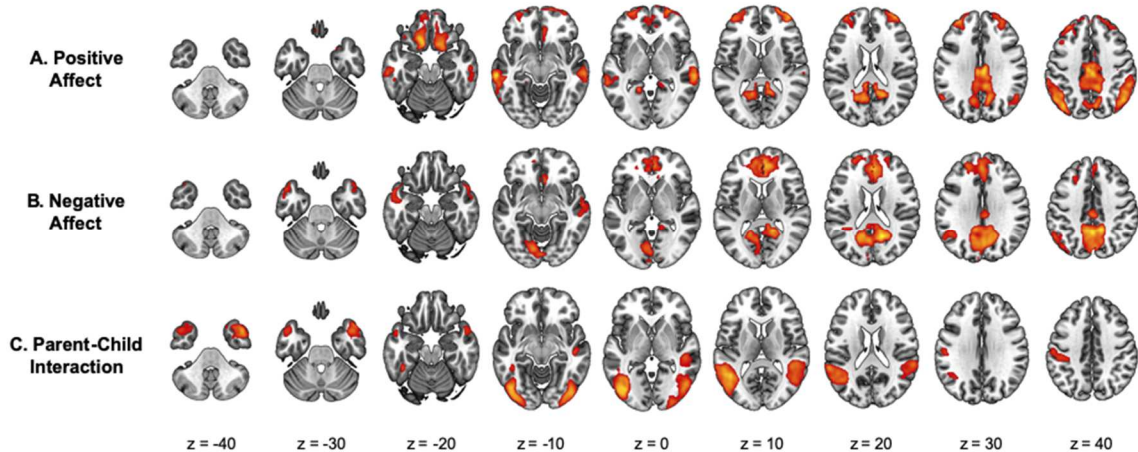 A. Positive
Affect
B. Negative
Affect
C. Parent-Child
Interaction
z = -40 z = -30 z = -20 z = -10 z = 0 z = 10 z = 20 z = 30 z = 40